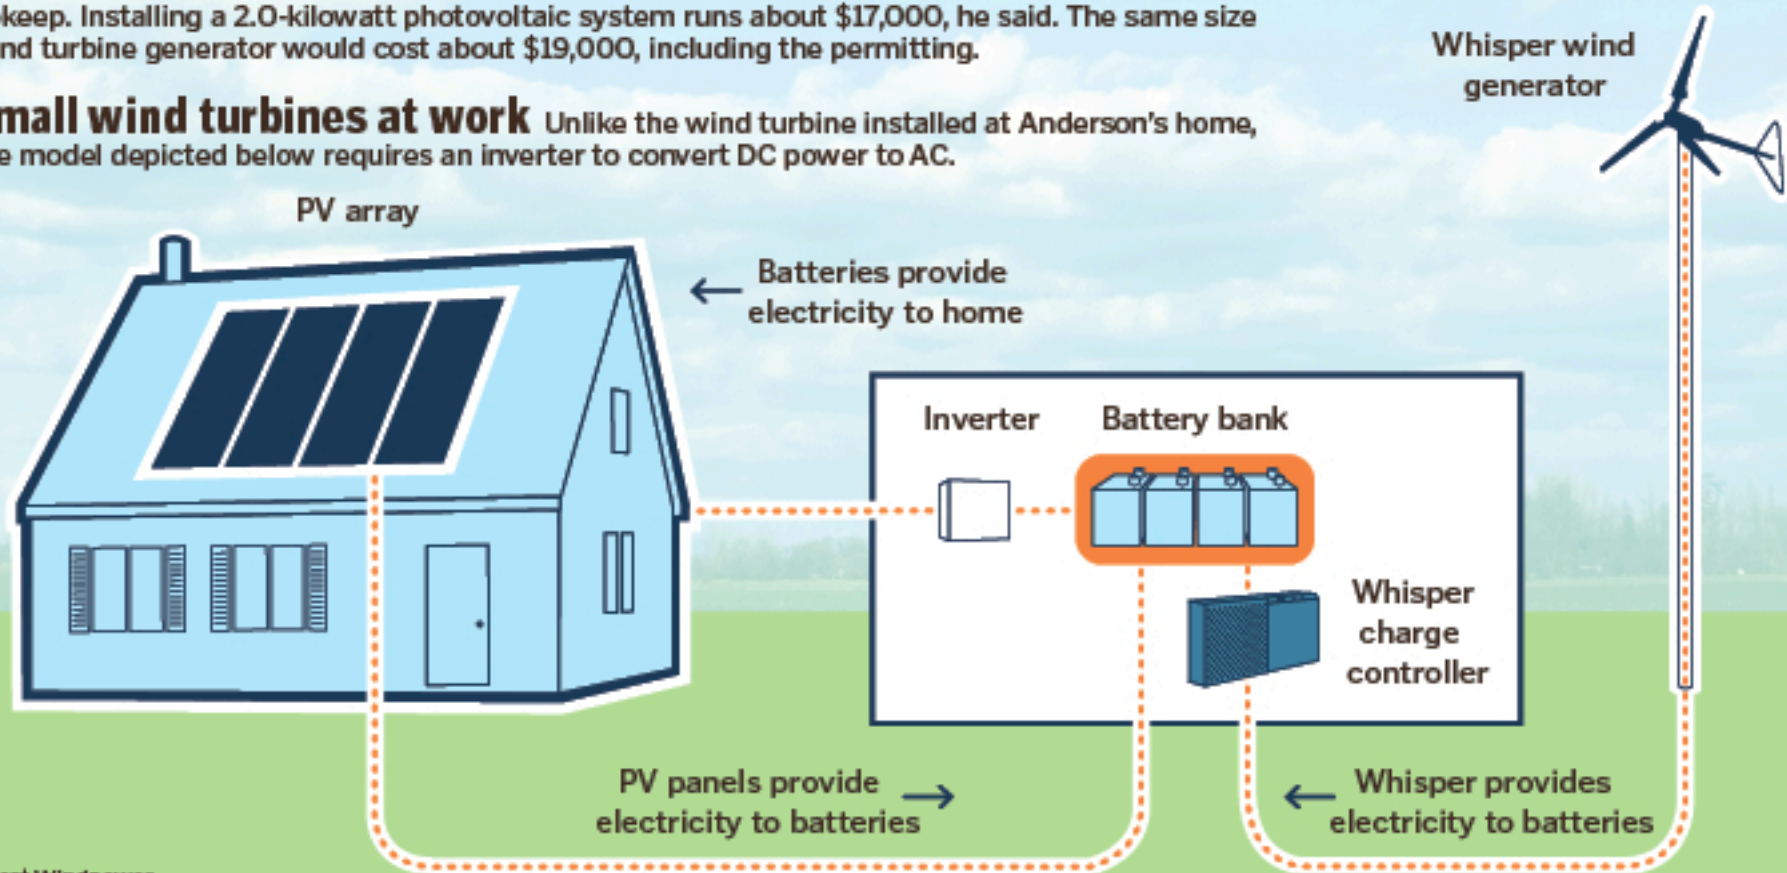 keep. Installing a 2.0-kilowatt photovoltaic system runs about $17,000, he said. The same size
nd turbine generator would cost about $19,000, including the permitting.
mall wind turbines at work Unlike the wind turbine installed at Anderson's home,
e model depicted below requires an inverter to convert DC power to AC.
Whisper wind
generator
PV array
Batteries provide
electricity to home
Inverter
Battery bank
Whisper
charge
controller
PV panels provide
electricity to batteries
Whisper provides
electricity to batteries